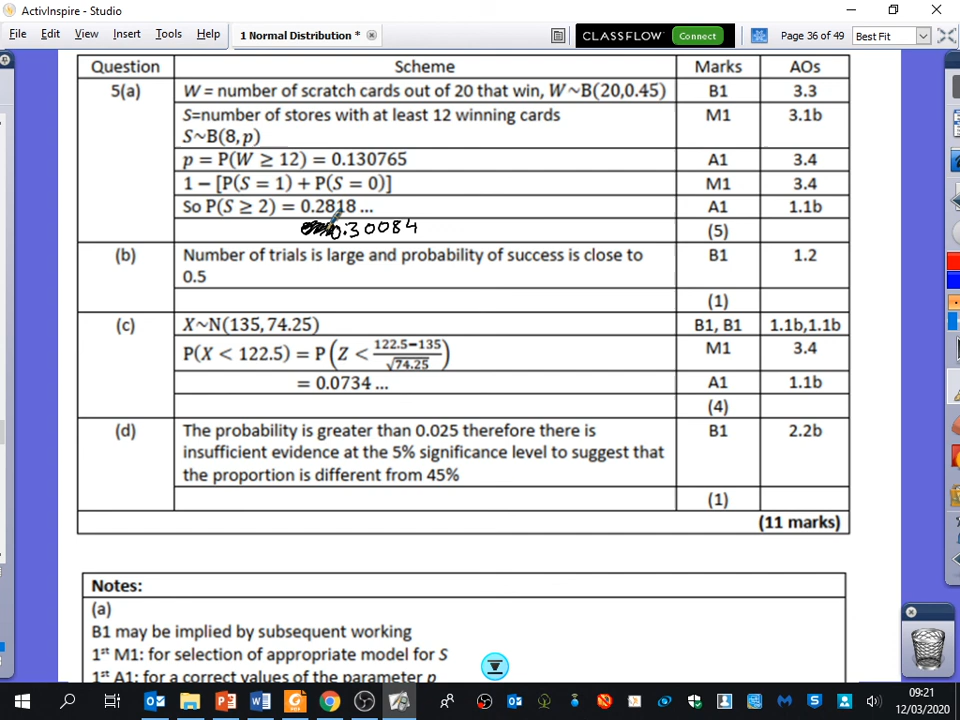 ActivInspire - Studio
File Edit View Insert Tools Help
1 Normal Distribution *
CLASSFLOW Connect
Page 36 of 49 Best Fit
Question Scheme Marks AOs
5(a) W = number of scratch cards out of 20 that win, W~B(20,0.45) B1 3.3
S=number of stores with at least 12 winning cards M1 3.1b
S~B(8,p)
p = P(W ≥ 12) = 0.130765 A1 3.4
1 − [P(S = 1) + P(S = 0)] M1 3.4
So P(S ≥ 2) = 0.2818 ... A1 1.1b
0.30084 (5)
(b) Number of trials is large and probability of success is close to B1 1.2
0.5
(1)
(c) X~N(135, 74.25) B1, B1 1.1b,1.1b
P(X < 122.5) = P(Z < (122.5−135)/√74.25) M1 3.4
= 0.0734 ... A1 1.1b
(4)
(d) The probability is greater than 0.025 therefore there is B1 2.2b
insufficient evidence at the 5% significance level to suggest that
the proportion is different from 45%
(1)
(11 marks)
Notes:
(a)
B1 may be implied by subsequent working
1st M1: for selection of appropriate model for S
1st A1: for a correct values of the parameter p
09:21
12/03/2020